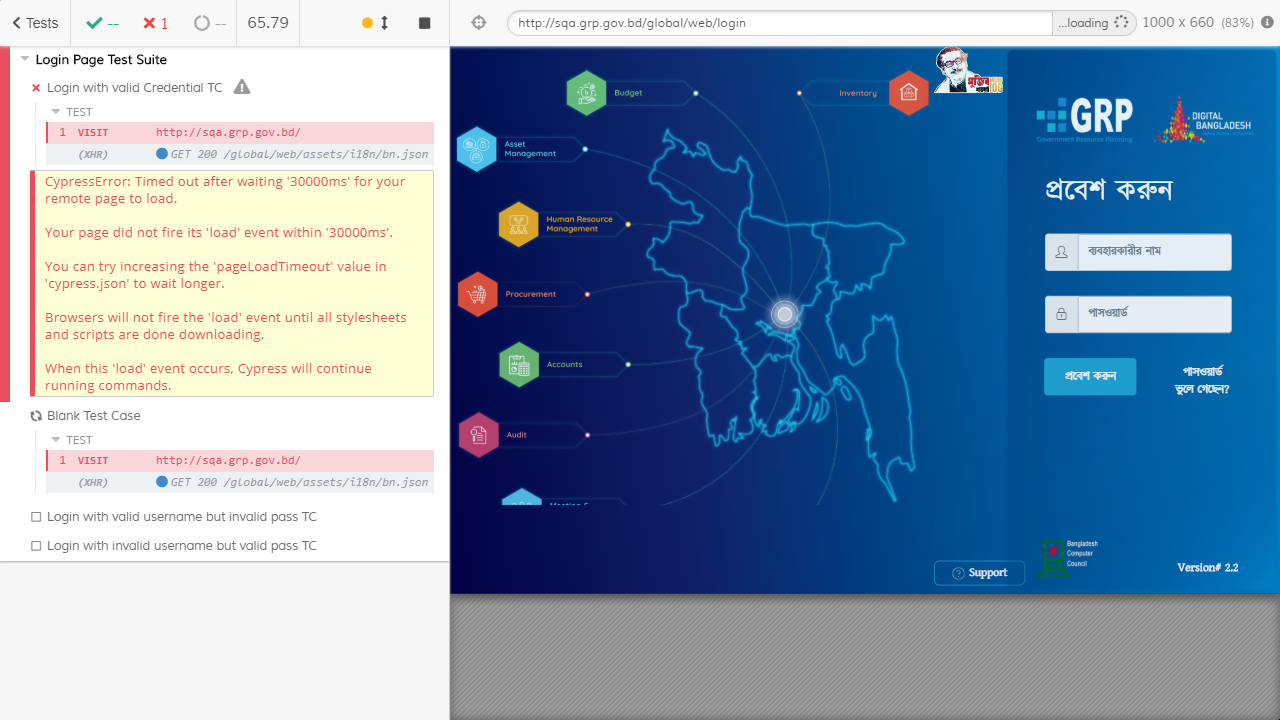 Tests
--
1
--
65.79
http://sqa.grp.gov.bd/global/web/login
...loading
1000 x 660 (83%)
Login Page Test Suite
Login with valid Credential TC
TEST
1 VISIT http://sqa.grp.gov.bd/
(XHR) GET 200 /global/web/assets/i18n/bn.json
CypressError: Timed out after waiting '30000ms' for your
remote page to load.
Your page did not fire its 'load' event within '30000ms'.
You can try increasing the 'pageLoadTimeout' value in
'cypress.json' to wait longer.
Browsers will not fire the 'load' event until all stylesheets
and scripts are done downloading.
When this 'load' event occurs, Cypress will continue
running commands.
Blank Test Case
TEST
1 VISIT http://sqa.grp.gov.bd/
(XHR) GET 200 /global/web/assets/i18n/bn.json
Login with valid username but invalid pass TC
Login with invalid username but valid pass TC
Budget
Inventory
Asset
Management
Human Resource
Management
Procurement
Accounts
Audit
মুজিব
100
GRP
Government Resource Planning
DIGITAL
BANGLADESH
প্রবেশ করুন
ব্যবহারকারীর নাম
পাসওয়ার্ড
প্রবেশ করুন
পাসওয়ার্ড
ভুলে গেছেন?
Support
Bangladesh
Computer
Council
Version# 2.2